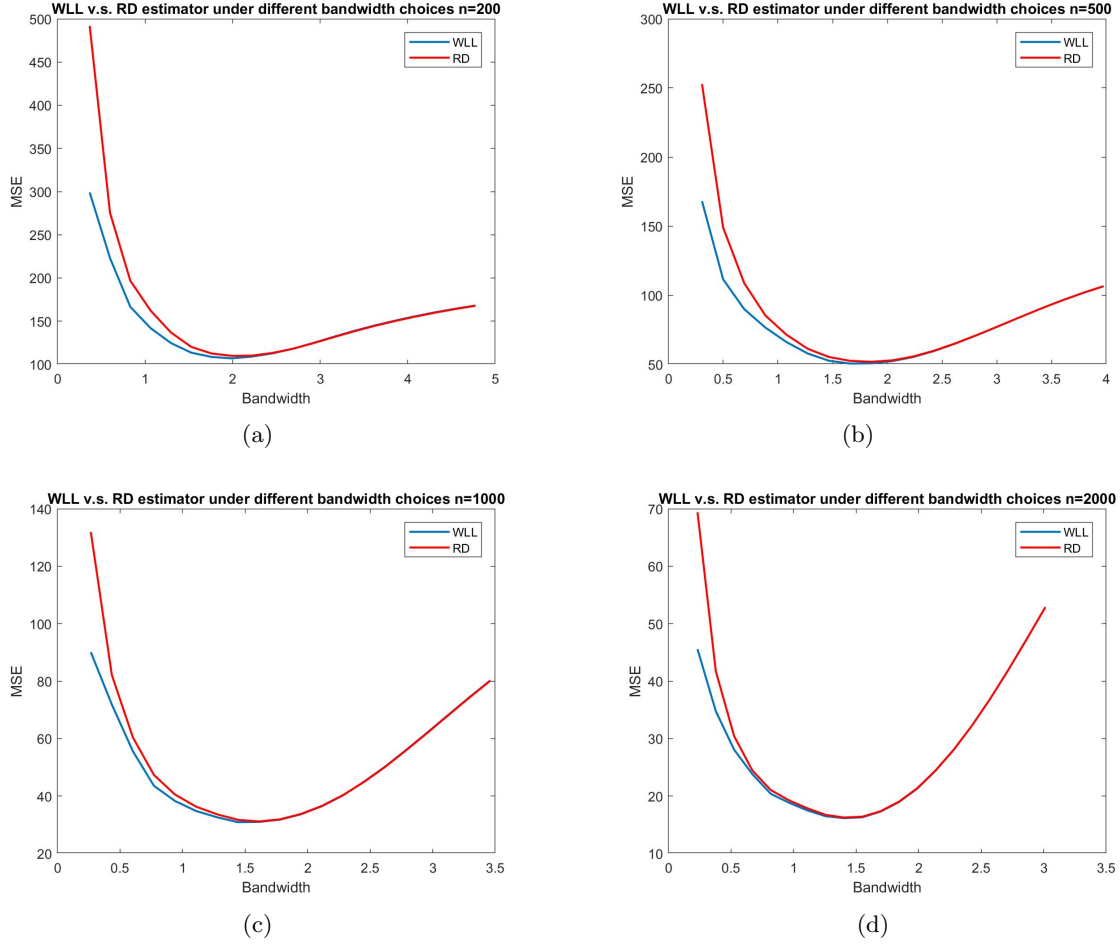 WLL v.s. RD estimator under different bandwidth choices n=200
500
450
400
350
300
250
200
150
100
MSE
WLL
RD
0 1 2 3 4 5
Bandwidth
(a)
WLL v.s. RD estimator under different bandwidth choices n=500
300
250
200
150
100
50
MSE
WLL
RD
0 0.5 1 1.5 2 2.5 3 3.5 4
Bandwidth
(b)
WLL v.s. RD estimator under different bandwidth choices n=1000
140
120
100
80
60
40
20
MSE
WLL
RD
0 0.5 1 1.5 2 2.5 3 3.5
Bandwidth
(c)
WLL v.s. RD estimator under different bandwidth choices n=2000
70
60
50
40
30
20
10
MSE
WLL
RD
0 0.5 1 1.5 2 2.5 3 3.5
Bandwidth
(d)